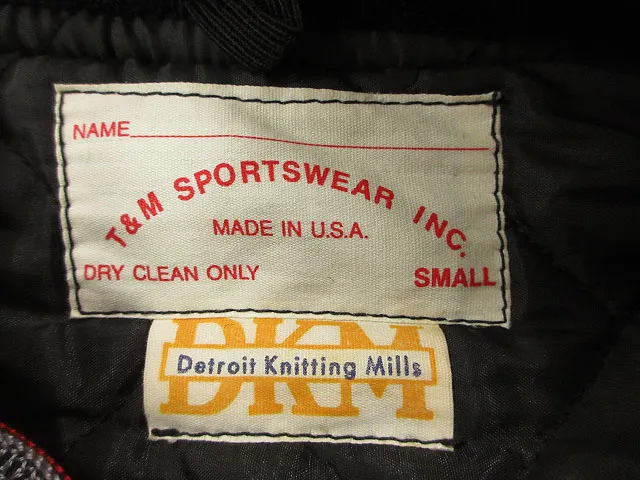 NAME
T&M SPORTSWEAR INC.
MADE IN U.S.A.
DRY CLEAN ONLY SMALL
DKM
Detroit Knitting Mills